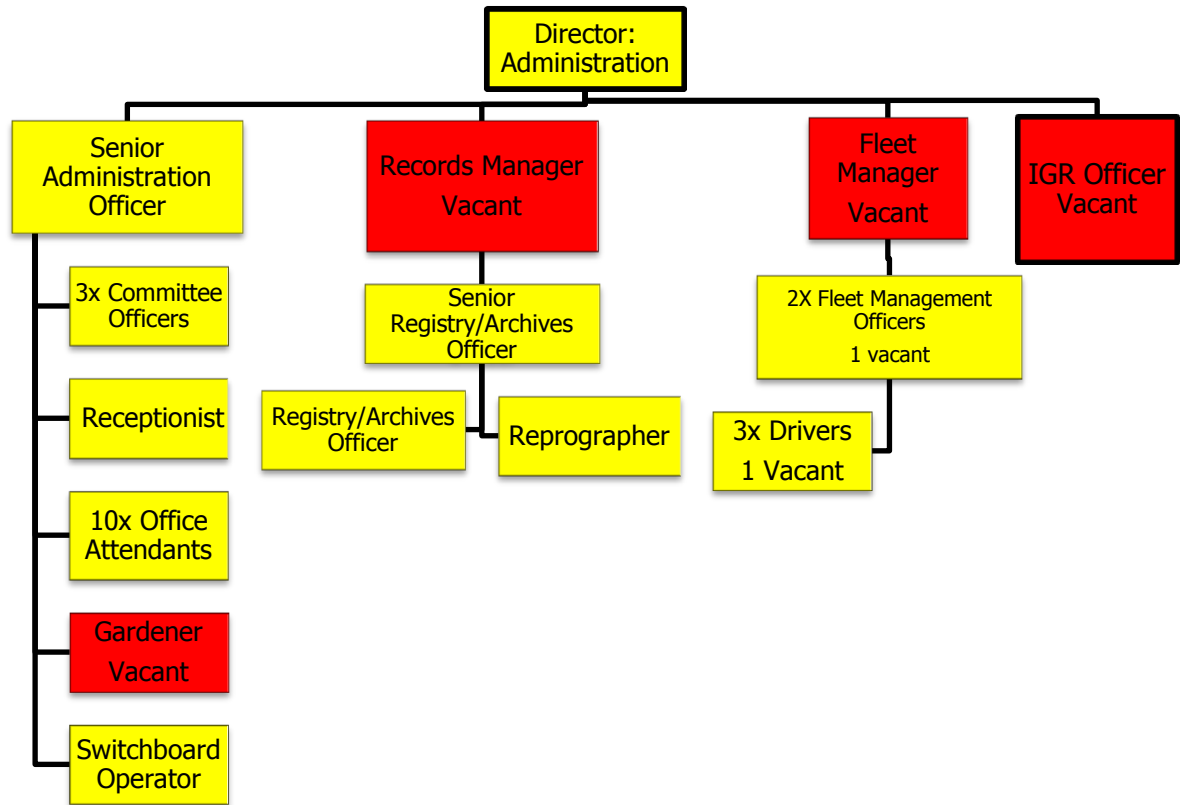 Director:
Administration
Senior
Administration
Officer
Records Manager
Vacant
Fleet
Manager
Vacant
IGR Officer
Vacant
3x Committee
Officers
Receptionist
10x Office
Attendants
Gardener
Vacant
Switchboard
Operator
Senior
Registry/Archives
Officer
Registry/Archives
Officer
Reprographer
2X Fleet Management
Officers
1 vacant
3x Drivers
1 Vacant